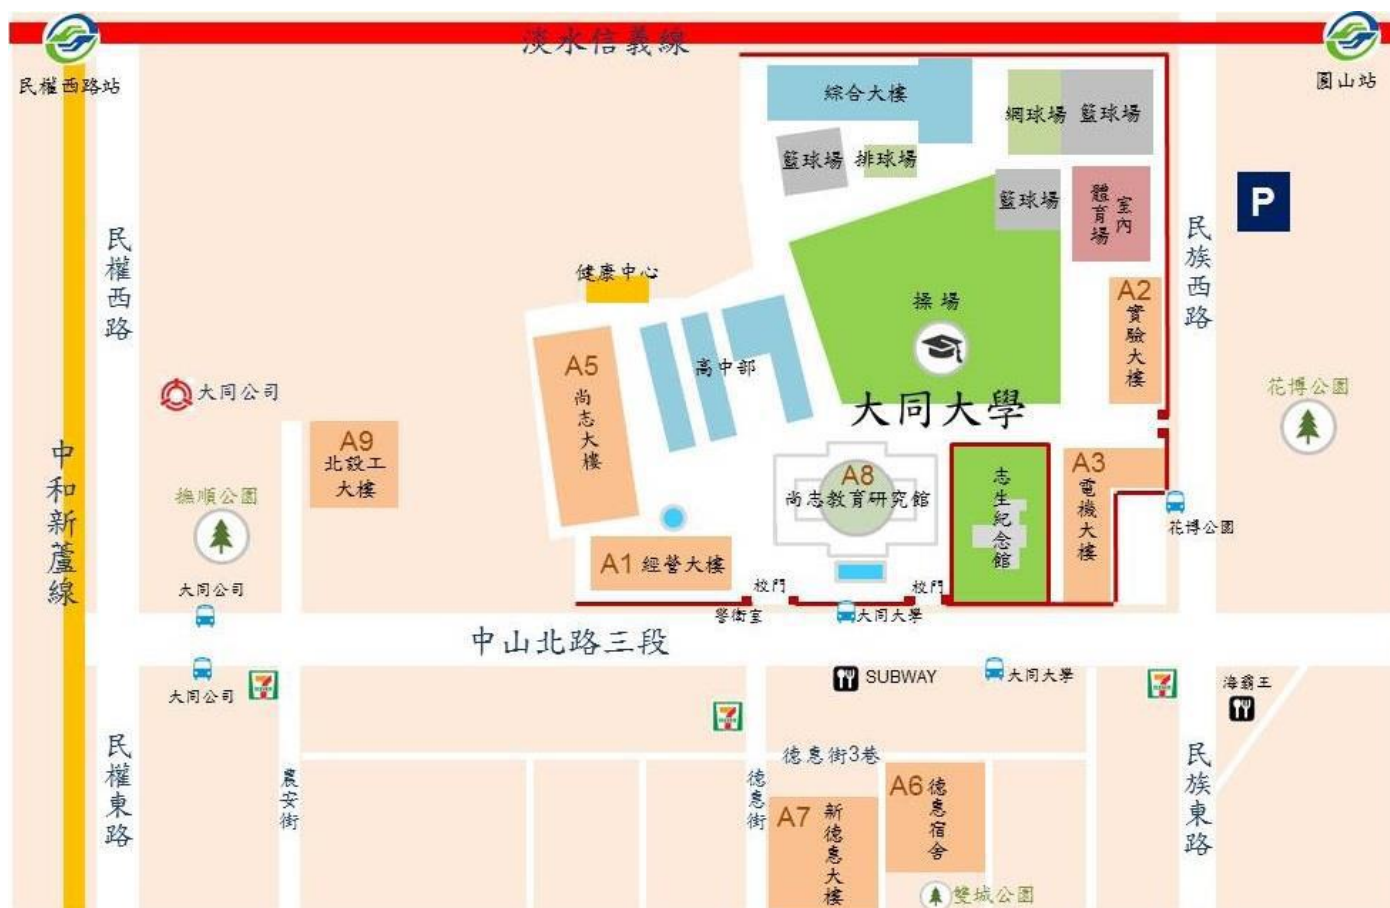 淡水信義線
民權西路站
圓山站
綜合大樓
網球場
籃球場
籃球場
排球場
籃球場
室內
體育場
P
民權西路
民族西路
健康中心
操場
A2
實驗大樓
A5
尚志大樓
高中部
大同公司
大同大學
花博公園
中和新蘆線
A9
北設工
大樓
撫順公園
A8
尚志教育研究館
志生紀念館
A3
電機大樓
花博公園
A1 經營大樓
大同公司
校門
校門
警衛室
大同大學
中山北路三段
大同公司
7
SUBWAY
大同大學
7
海霸王
7
民權東路
農安街
德惠街
德惠街3巷
民族東路
A6
德惠宿舍
A7
新德惠大樓
雙城公園